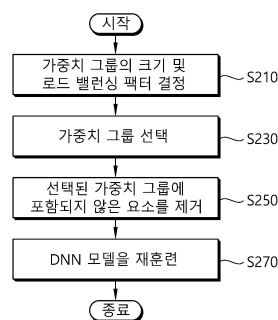 시작
가중치 그룹의 크기 및
로드 밸런싱 팩터 결정
S210
가중치 그룹 선택
S230
선택된 가중치 그룹에
포함되지 않은 요소를 제거
S250
DNN 모델을 재훈련
S270
종료